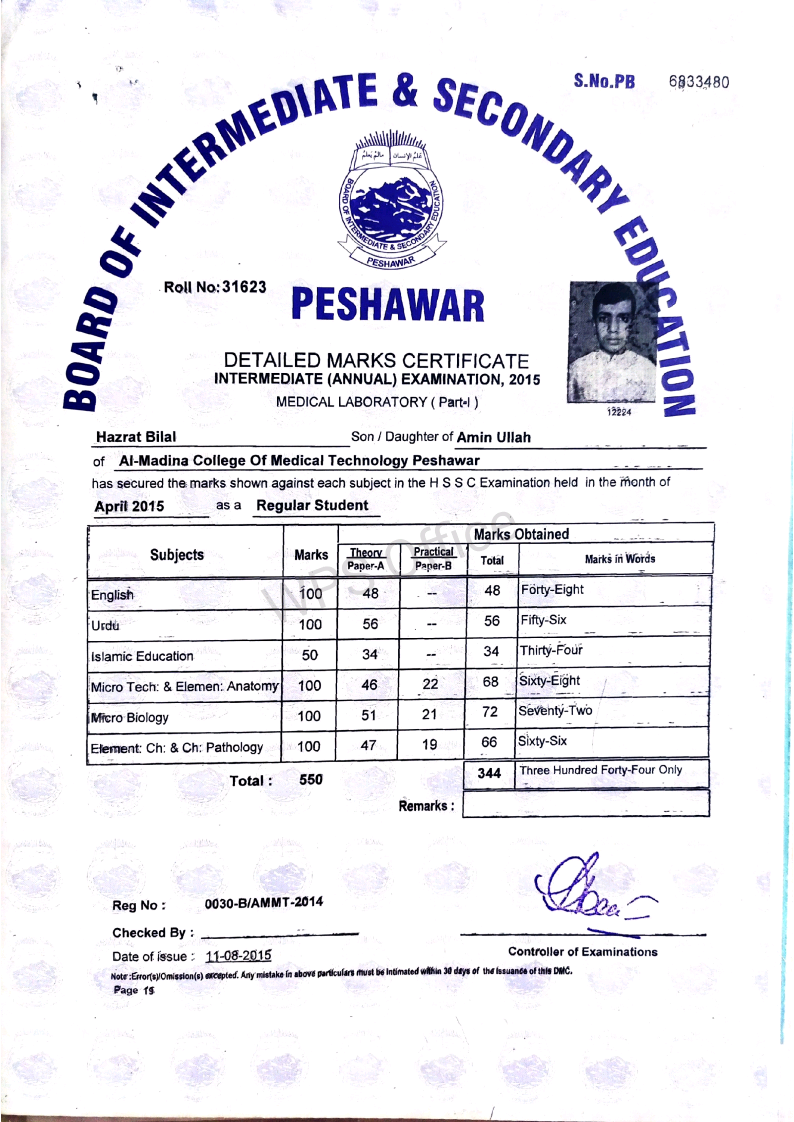 S.No.PB 6833480
BOARD OF INTERMEDIATE & SECONDARY EDUCATION
BOARD OF INTERMEDIATE & SECONDARY EDUCATION
PESHAWAR
Roll No: 31623
PESHAWAR
12224
DETAILED MARKS CERTIFICATE
INTERMEDIATE (ANNUAL) EXAMINATION, 2015
MEDICAL LABORATORY ( Part-I )
Hazrat Bilal Son / Daughter of Amin Ullah
of Al-Madina College Of Medical Technology Peshawar
has secured the marks shown against each subject in the H S S C Examination held in the month of
April 2015 as a Regular Student
Subjects Marks Marks Obtained
Theory Paper-A Practical Paper-B Total Marks in Words
English 100 48 -- 48 Forty-Eight
Urdu 100 56 -- 56 Fifty-Six
Islamic Education 50 34 -- 34 Thirty-Four
Micro Tech: & Elemen: Anatomy 100 46 22 68 Sixty-Eight
Micro Biology 100 51 21 72 Seventy-Two
Element: Ch: & Ch: Pathology 100 47 19 66 Sixty-Six
Total : 550 344 Three Hundred Forty-Four Only
Remarks :
WPS Office
Reg No : 0030-B/AMMT-2014
Checked By :
Date of issue : 11-08-2015
Controller of Examinations
Note :Error(s)/Omission(s) excepted. Any mistake in above particulars must be intimated within 30 days of the issuance of this DMC.
Page 15